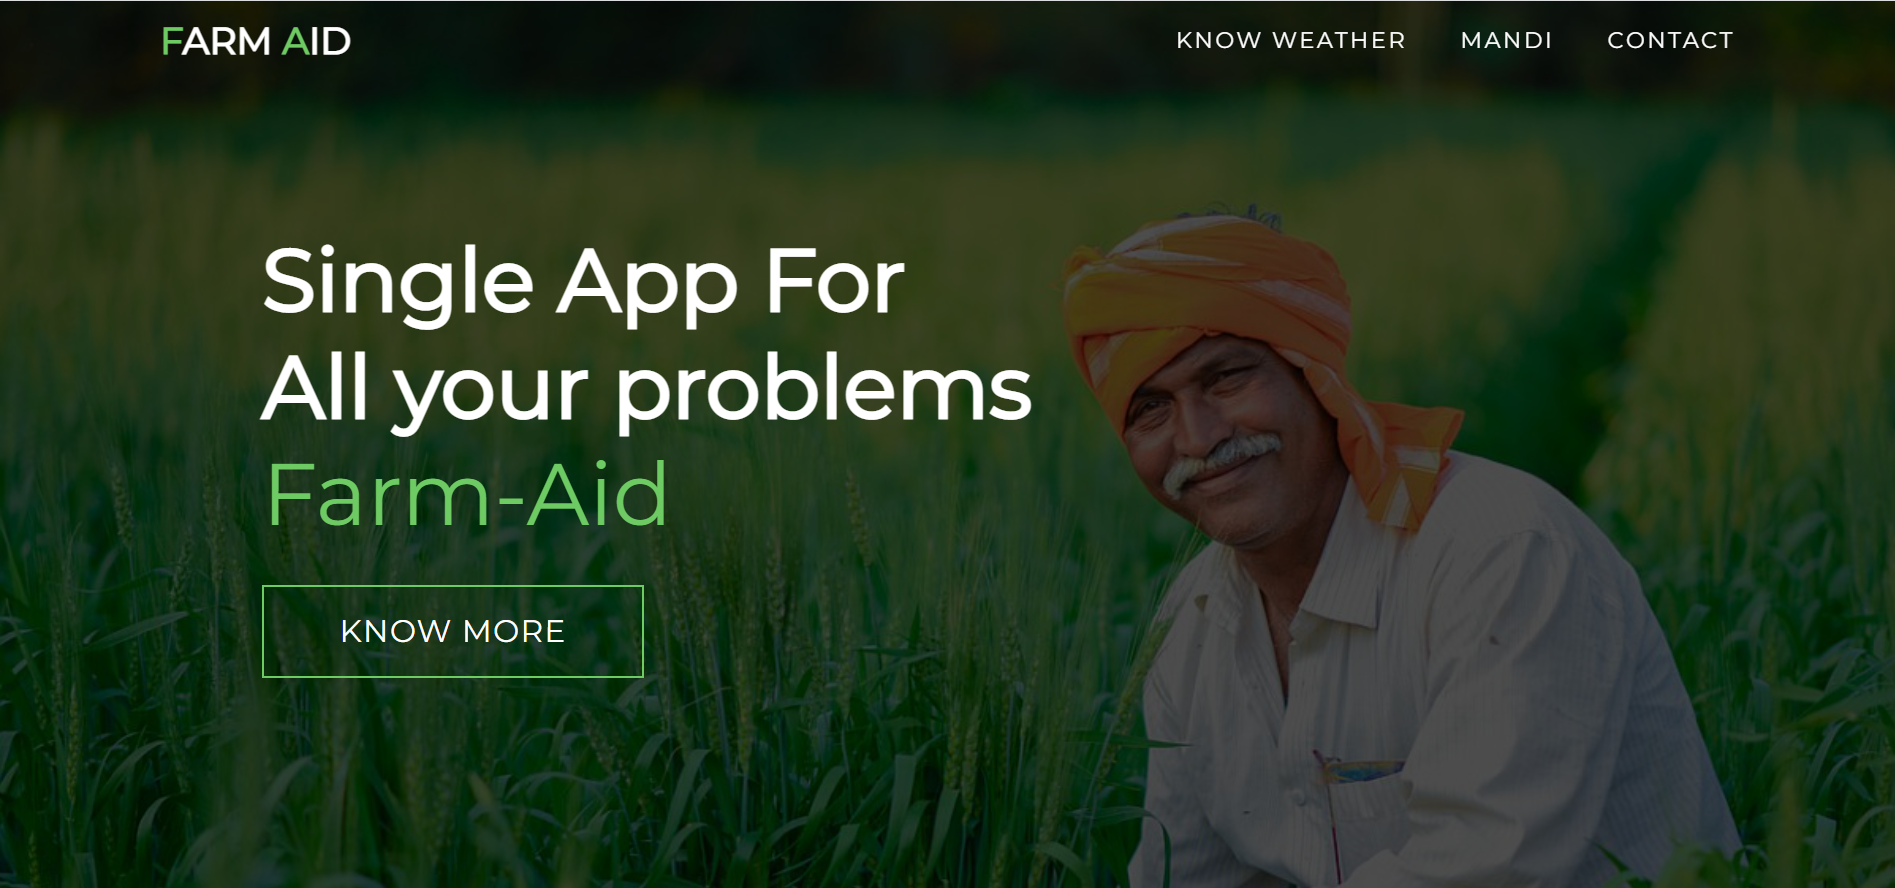 FARM AID
KNOW WEATHER
MANDI
CONTACT
Single App For
All your problems
Farm-Aid
KNOW MORE